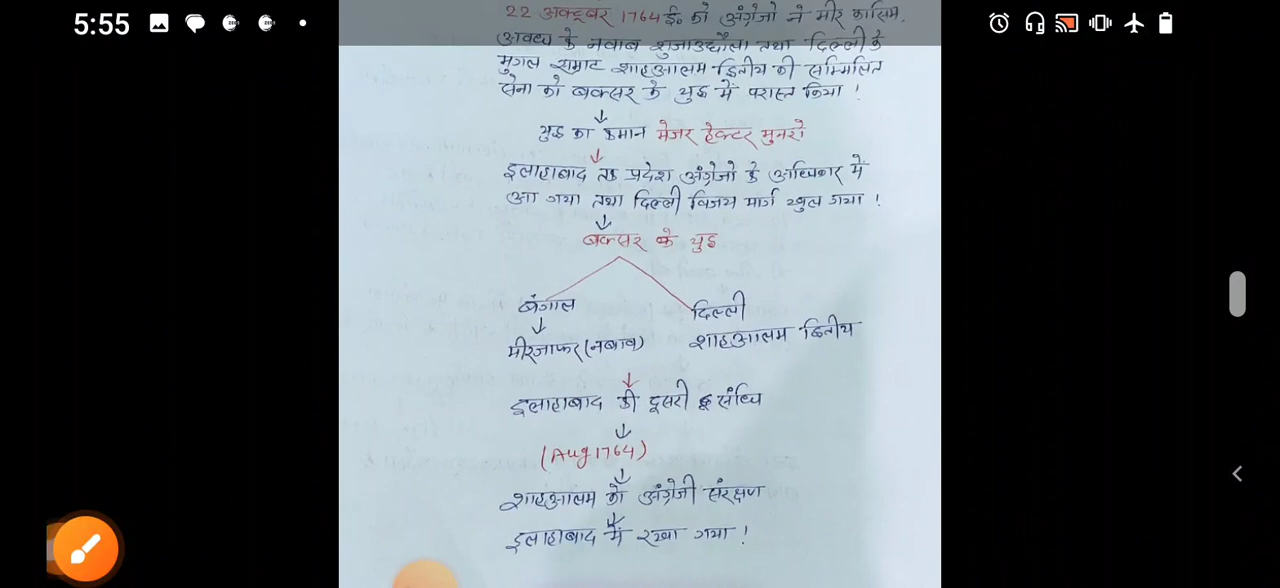 5:55
22 अक्टूबर 1764 ई० को अंग्रेजो ने मीर कासिम,
अवध के नवाब शुजाउद्दौला तथा दिल्ली के
मुगल सम्राट शाहआलम द्वितीय की सम्मिलित
सेना को बक्सर के युद्ध में परास्त किया !
↓
युद्ध का कमान मेजर हेक्टर मुनरो
↓
इलाहाबाद तक प्रदेश अंग्रेजो के अधिकार में
आ गया तथा दिल्ली विजय मार्ग खुल गया !
↓
बक्सर के युद्ध
बंगाल दिल्ली
↓
मीरजाफर (नबाब) शाहआलम द्वितीय
↓
इलाहाबाद की दूसरी संधि
↓
(Aug 1764)
↓
शाहआलम को अंग्रेजी संरक्षण
↓
इलाहाबाद में रखा गया !